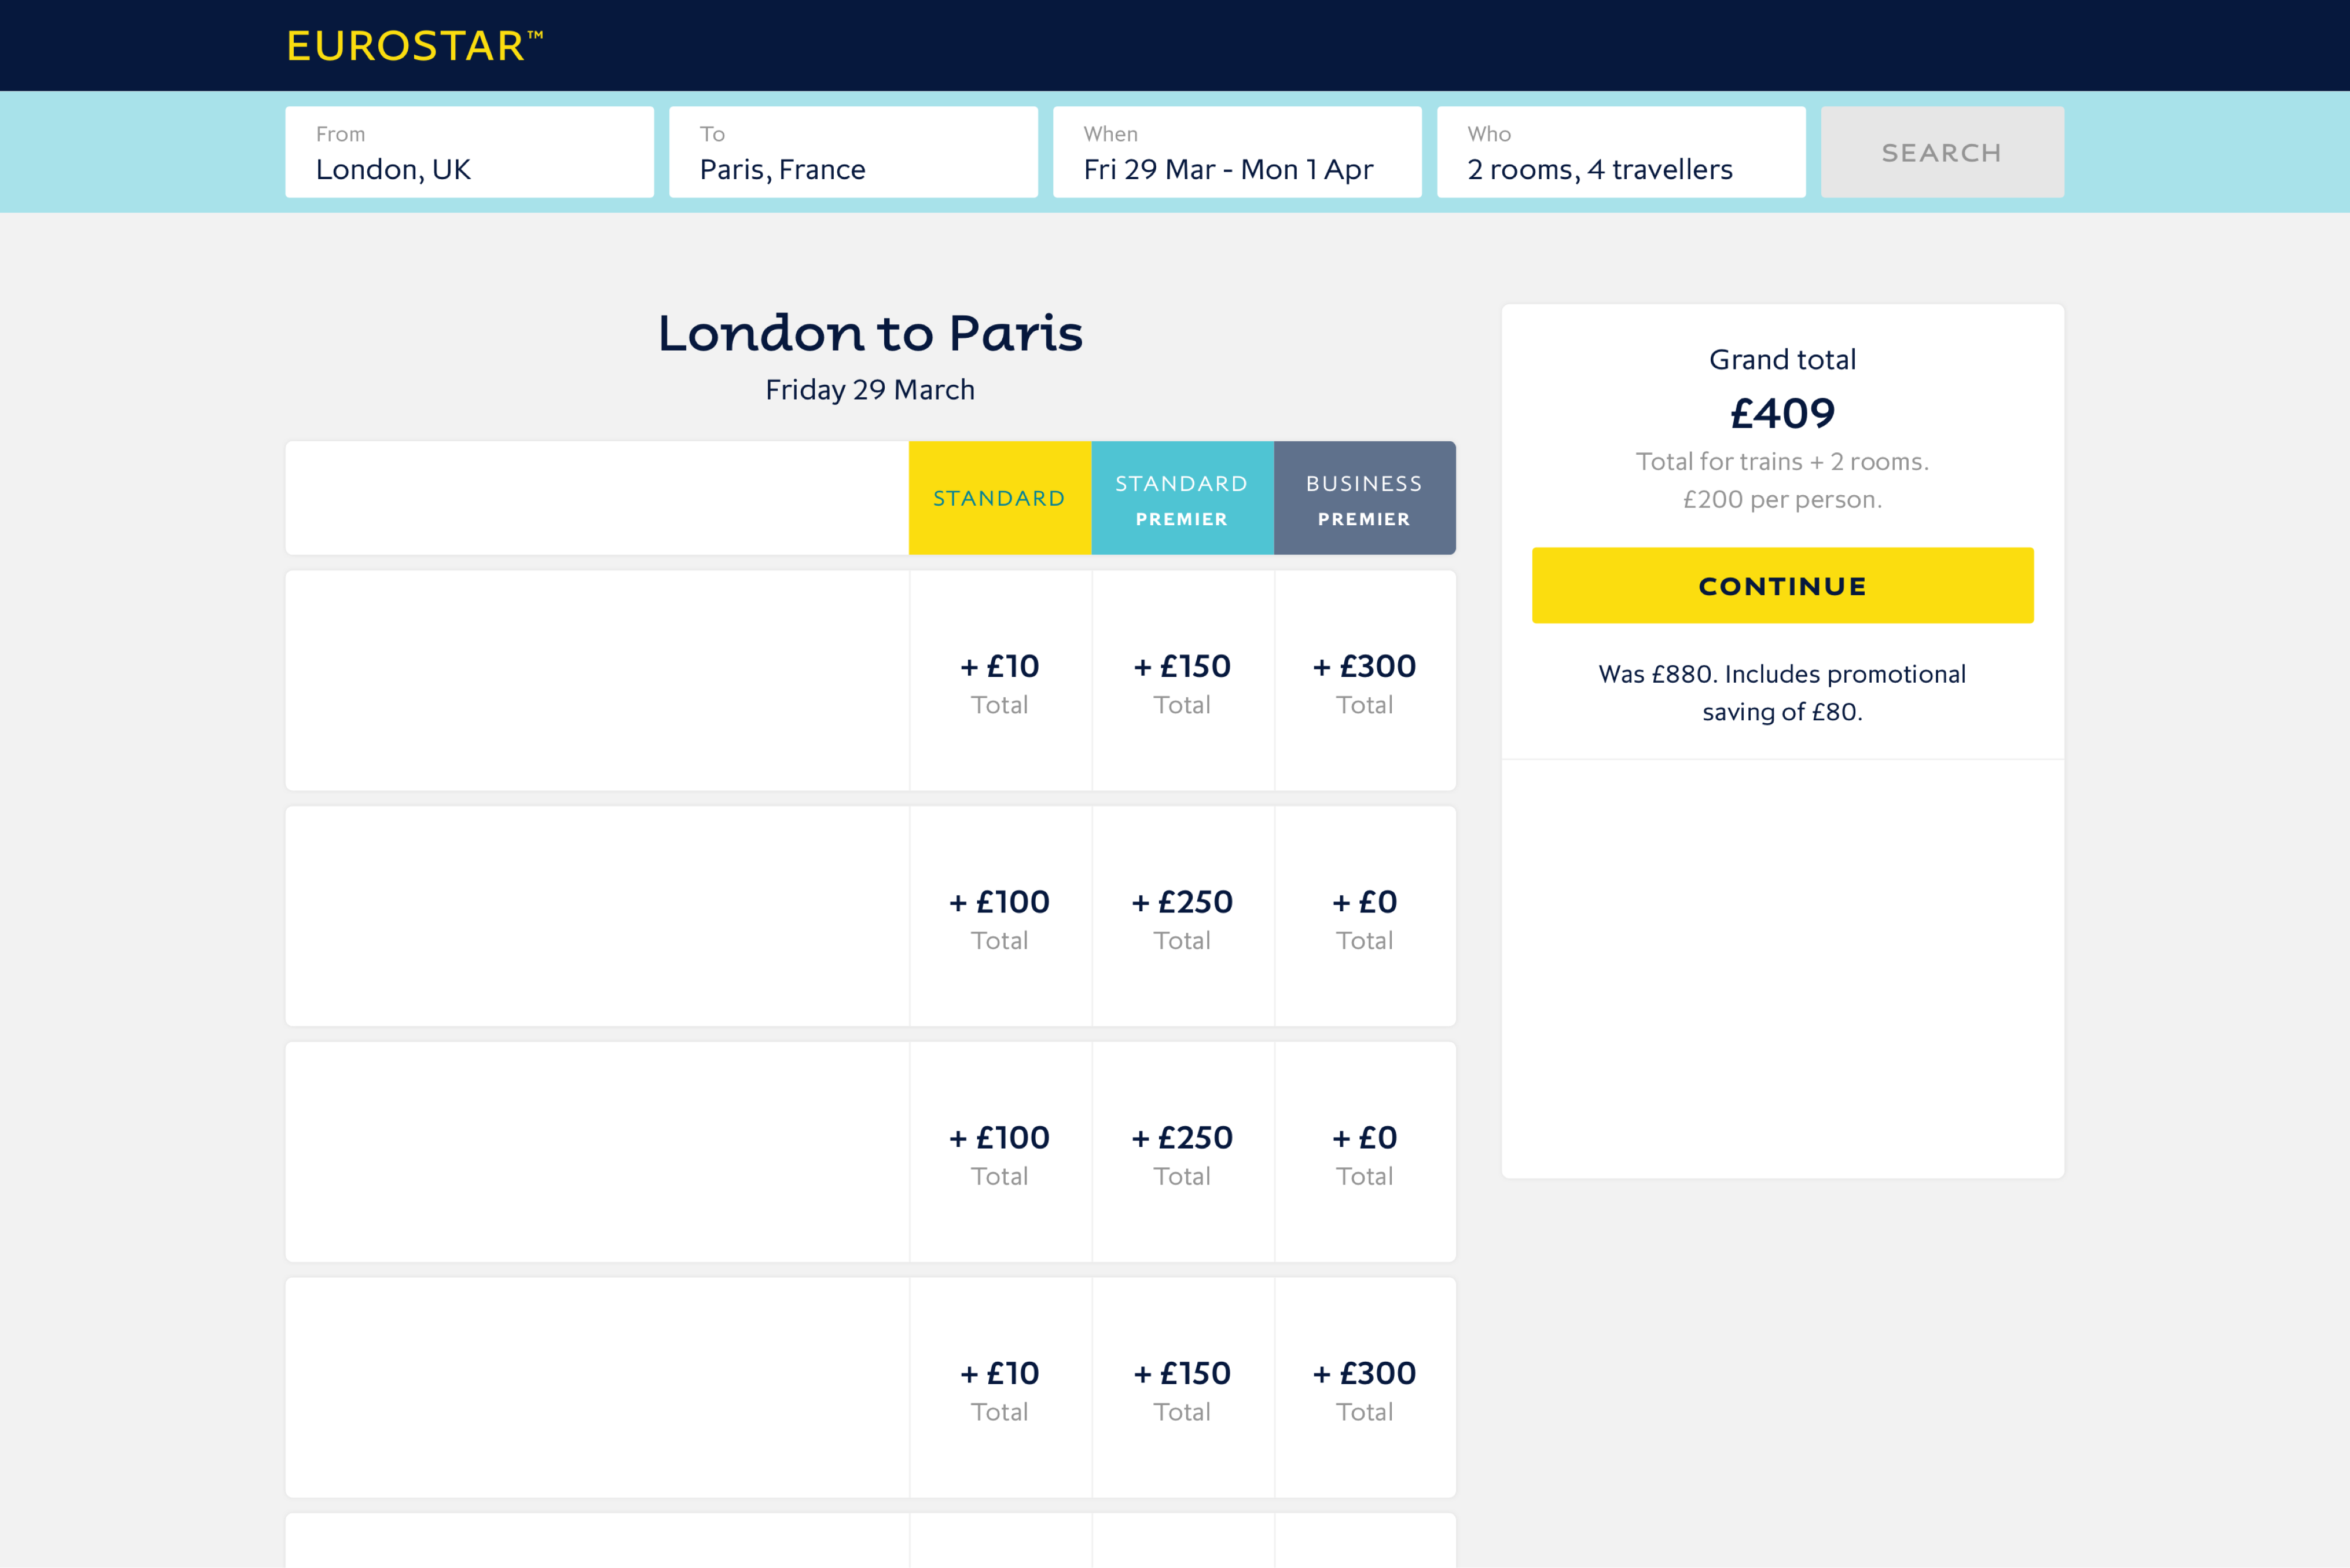 EUROSTAR™
From
London, UK
To
Paris, France
When
Fri 29 Mar - Mon 1 Apr
Who
2 rooms, 4 travellers
SEARCH
London to Paris
Friday 29 March
STANDARD
STANDARD
PREMIER
BUSINESS
PREMIER
+ £10
Total
+ £150
Total
+ £300
Total
+ £100
Total
+ £250
Total
+ £0
Total
+ £100
Total
+ £250
Total
+ £0
Total
+ £10
Total
+ £150
Total
+ £300
Total
Grand total
£409
Total for trains + 2 rooms.
£200 per person.
CONTINUE
Was £880. Includes promotional
saving of £80.